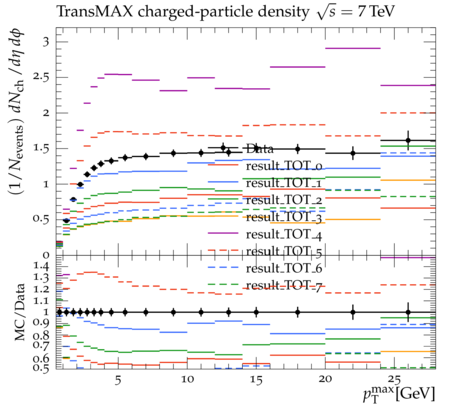 TransMAX charged-particle density √s = 7 TeV
(1/N_events) dN_ch / dη dϕ
3
2.5
2
1.5
1
0.5
0
Data
result_TOT_0
result_TOT_1
result_TOT_2
result_TOT_3
result_TOT_4
result_TOT_5
result_TOT_6
result_TOT_7
MC/Data
1.4
1.3
1.2
1.1
1
0.9
0.8
0.7
0.6
0.5
5 10 15 20 25
p_T^max [GeV]